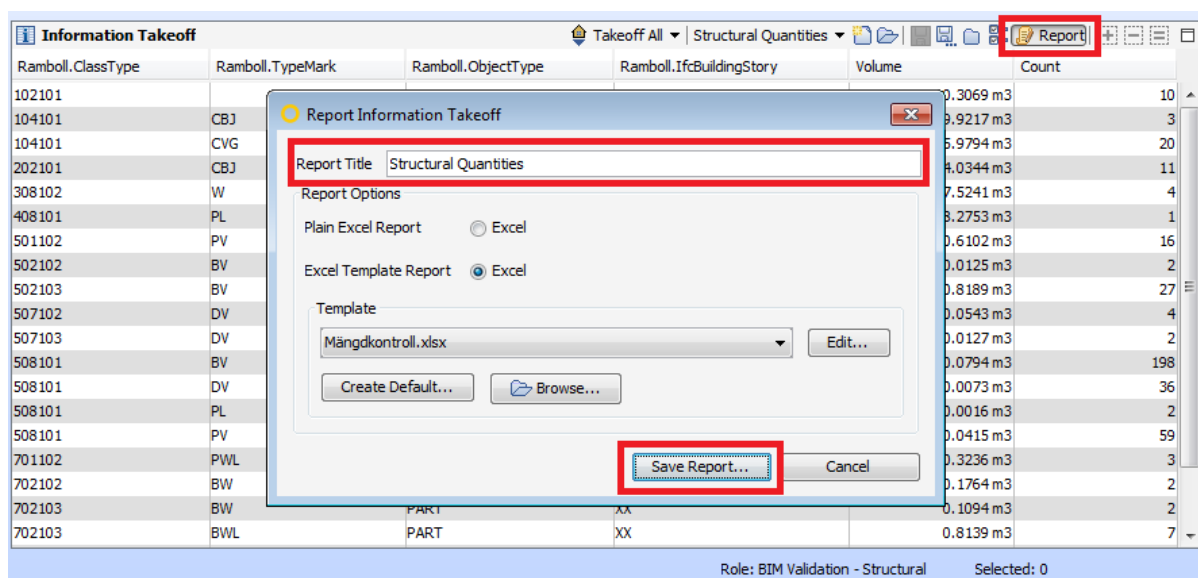 Information Takeoff Takeoff All Structural Quantities Report
Ramboll.ClassType Ramboll.TypeMark Ramboll.ObjectType Ramboll.IfcBuildingStory Volume Count
102101 0.3069 m3 10
104101 CBJ 9.9217 m3 3
104101 CVG 5.9794 m3 20
202101 CBJ 4.0344 m3 11
308102 W 7.5241 m3 4
408101 PL 3.2753 m3 1
501102 PV 0.6102 m3 16
502102 BV 0.0125 m3 2
502103 BV 0.8189 m3 27
507102 DV 0.0543 m3 4
507103 DV 0.0127 m3 2
508101 BV 0.0794 m3 198
508101 DV 0.0073 m3 36
508101 PL 0.0016 m3 2
508101 PV 0.0415 m3 59
701102 PWL 0.3236 m3 3
702102 BW 0.1764 m3 2
702103 BW PART XX 0.1094 m3 2
702103 BWL PART XX 0.8139 m3 7
Report Information Takeoff
Report Title Structural Quantities
Report Options
Plain Excel Report Excel
Excel Template Report Excel
Template
Mängdkontroll.xlsx Edit...
Create Default... Browse...
Save Report... Cancel
Role: BIM Validation - Structural Selected: 0